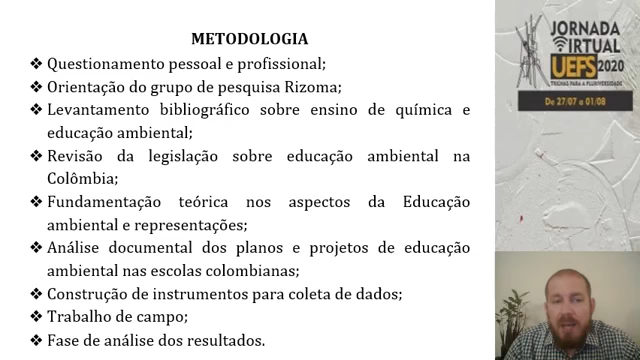 METODOLOGIA
❖ Questionamento pessoal e profissional;
❖ Orientação do grupo de pesquisa Rizoma;
❖ Levantamento bibliográfico sobre ensino de química e
educação ambiental;
❖ Revisão da legislação sobre educação ambiental na
Colômbia;
❖ Fundamentação teórica nos aspectos da Educação
ambiental e representações;
❖ Análise documental dos planos e projetos de educação
ambiental nas escolas colombianas;
❖ Construção de instrumentos para coleta de dados;
❖ Trabalho de campo;
❖ Fase de análise dos resultados.
JORNADA
VIRTUAL
UEFS 2020
TRILHAS PARA A PLURIVERSIDADE
De 27/07 a 01/08